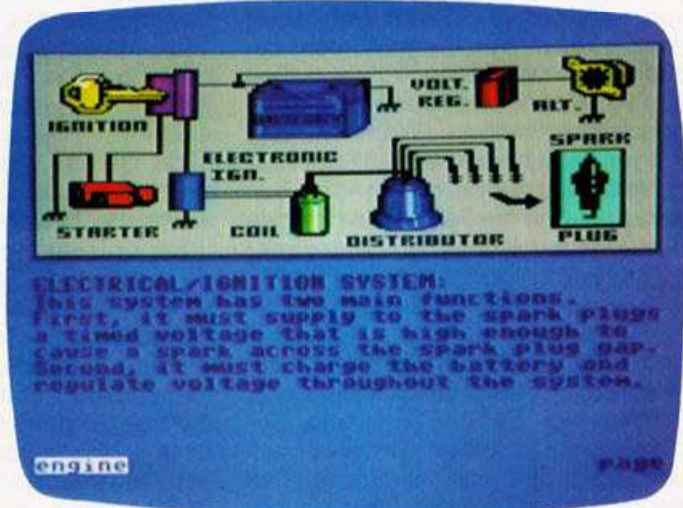 VOLT.
REG.
ALT.
IGNITION
BATTERY
SPARK
ELECTRONIC
IGN.
STARTER
COIL
DISTRIBUTOR
PLUG
ELECTRICAL/IGNITION SYSTEM:
This system has two main functions.
First, it must supply to the spark plugs
a timed voltage that is high enough to
cause a spark across the spark plug gap.
Second, it must charge the battery and
regulate voltage throughout the system.
engine
page